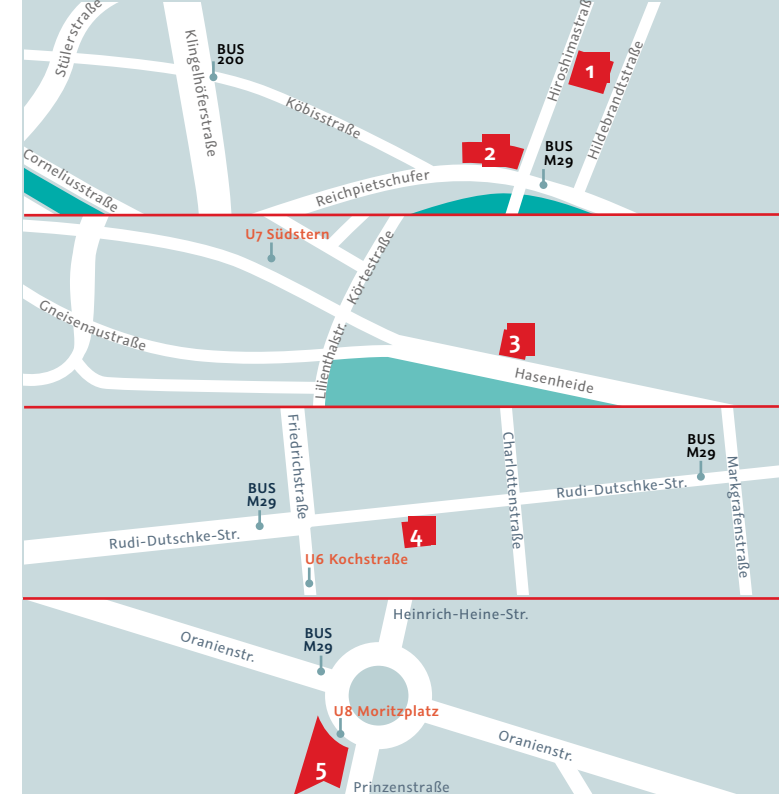 Stülerstraße
Klingelhöferstraße
BUS
200
Köbisstraße
Hiroshimastraß
1
Hildebrandtstraße
2
BUS
M29
Corneliusstraße
Reichpietschufer
U7 Südstern
Körtestraße
Gneisenaustraße
Lilienthalstr.
3
Hasenheide
Friedrichstraße
Charlottenstraße
BUS
M29
Markgrafenstraße
BUS
M29
Rudi-Dutschke-Str.
Rudi-Dutschke-Str.
4
U6 Kochstraße
Heinrich-Heine-Str.
BUS
M29
Oranienstr.
U8 Moritzplatz
Oranienstr.
5
Prinzenstraße